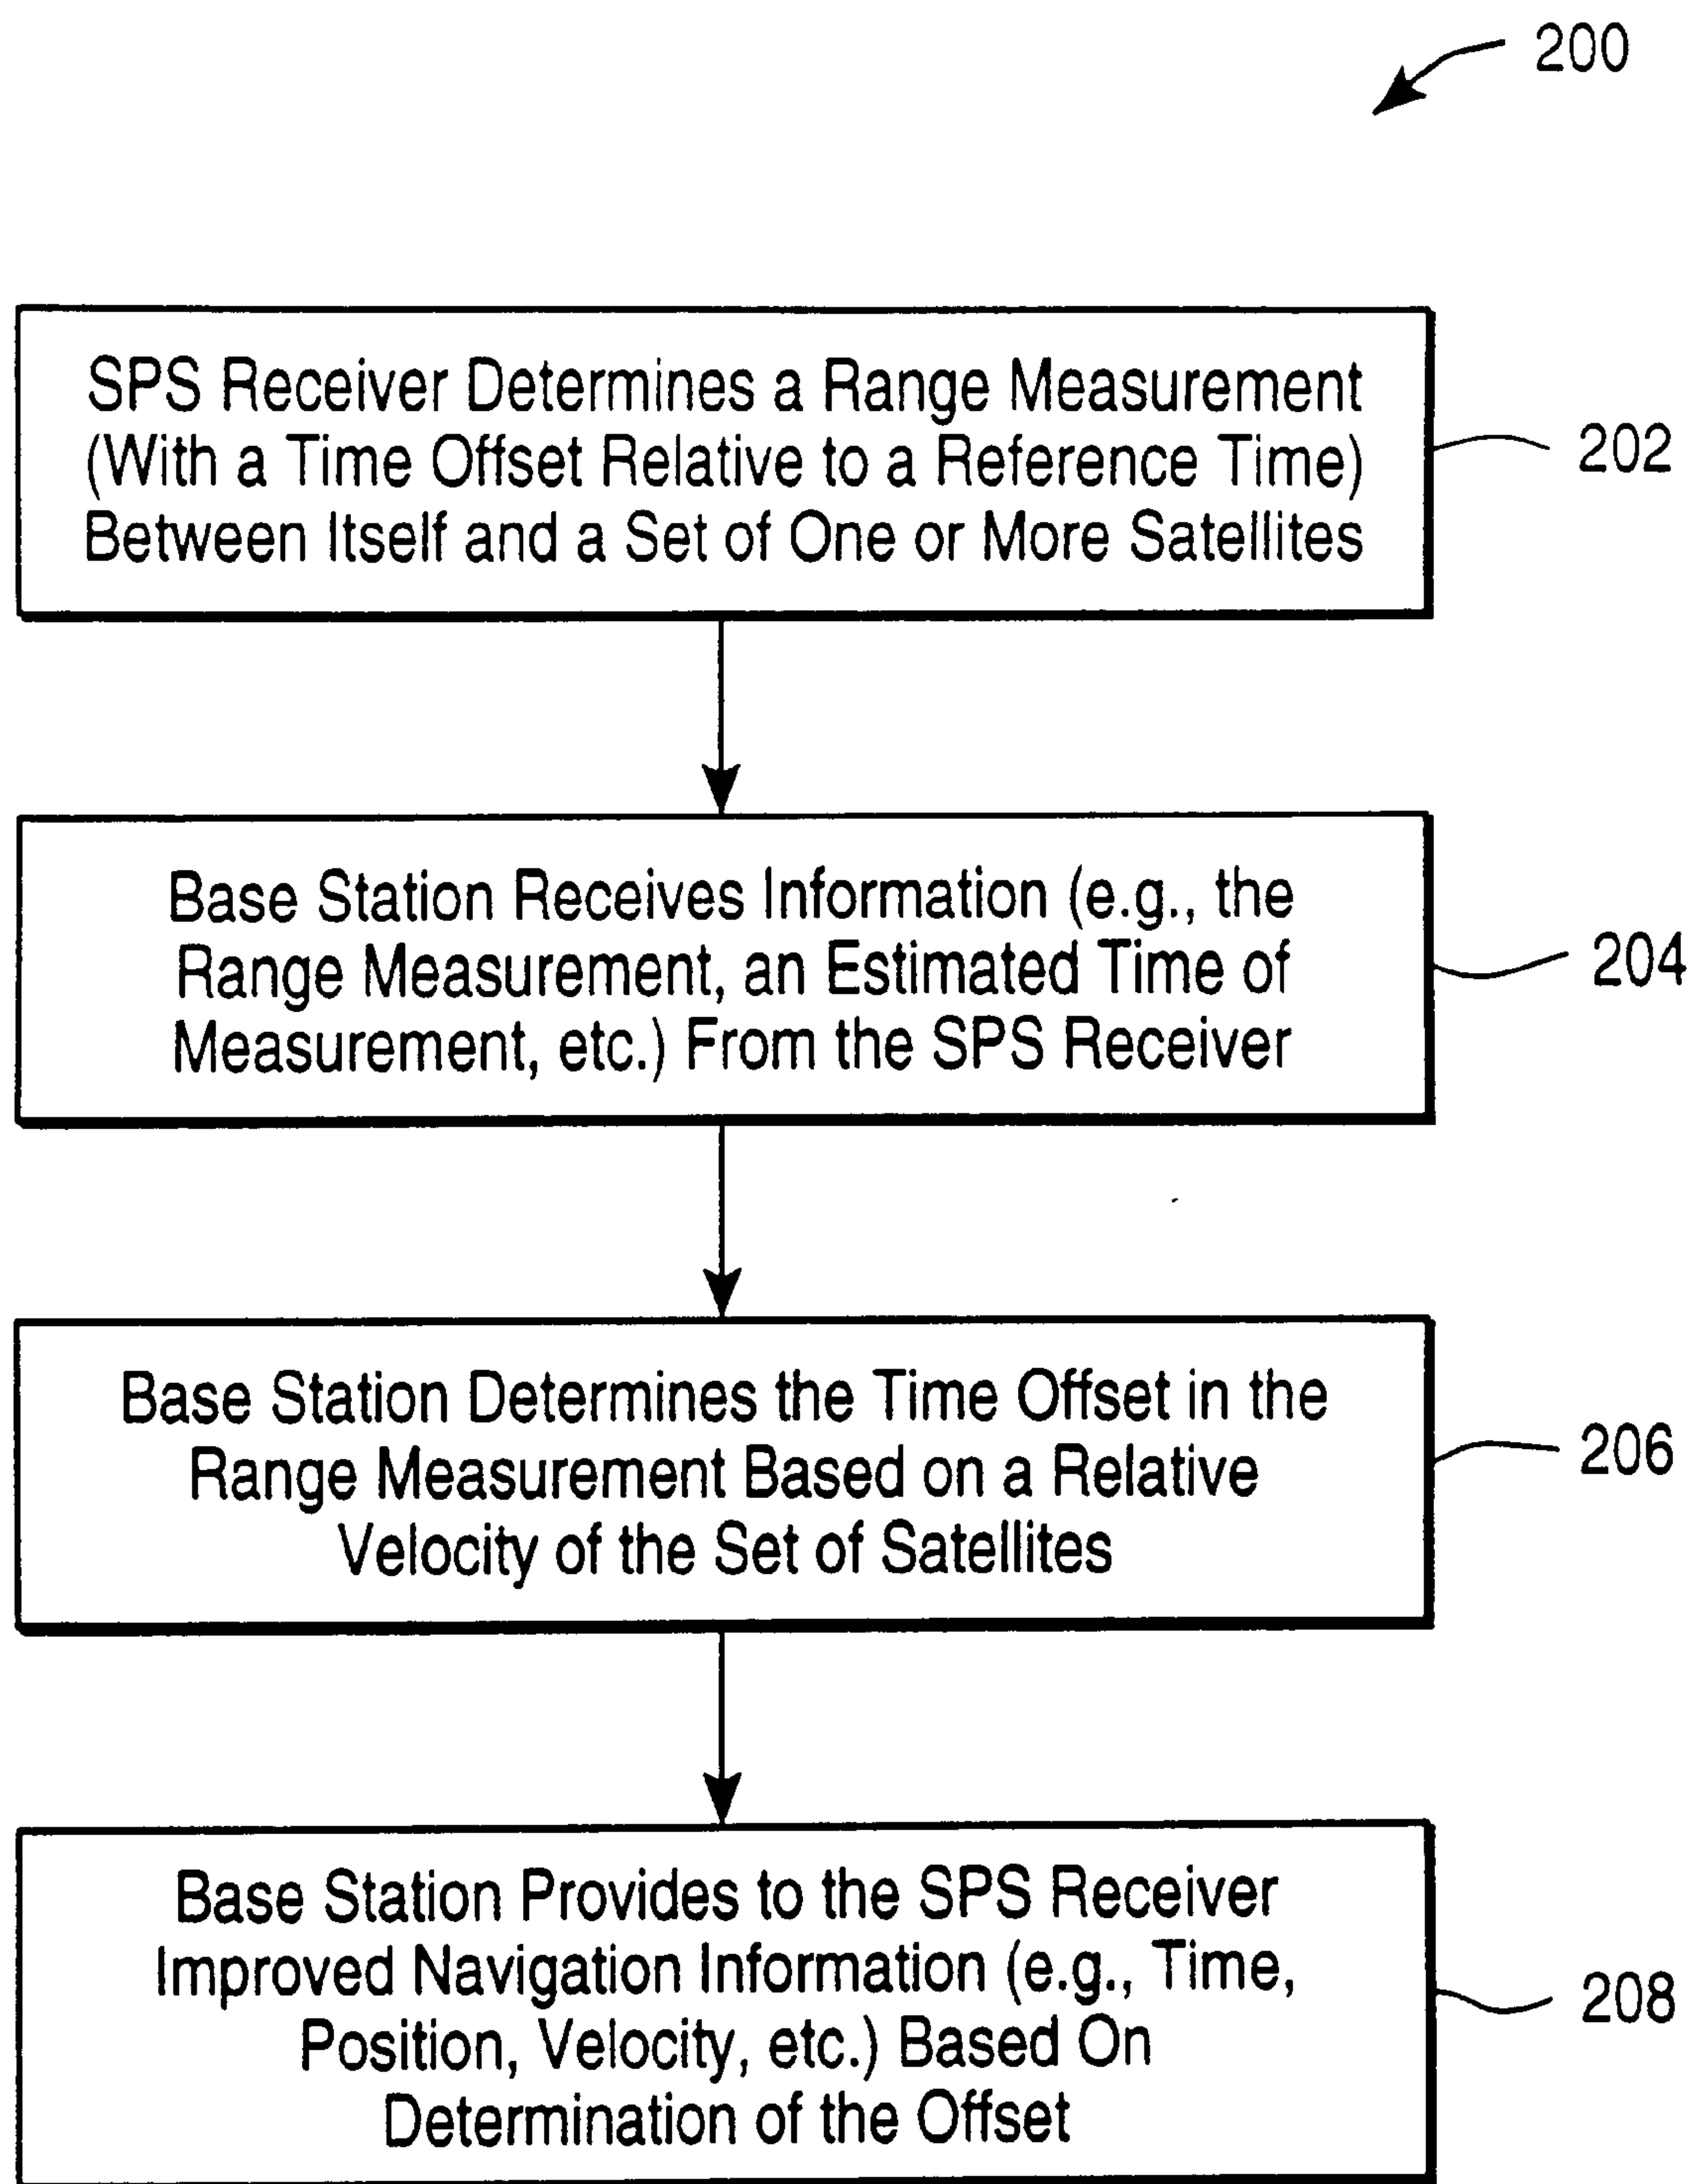 200
SPS Receiver Determines a Range Measurement
(With a Time Offset Relative to a Reference Time)
Between Itself and a Set of One or More Satellites
202
Base Station Receives Information (e.g., the
Range Measurement, an Estimated Time of
Measurement, etc.) From the SPS Receiver
204
Base Station Determines the Time Offset in the
Range Measurement Based on a Relative
Velocity of the Set of Satellites
206
Base Station Provides to the SPS Receiver
Improved Navigation Information (e.g., Time,
Position, Velocity, etc.) Based On
Determination of the Offset
208